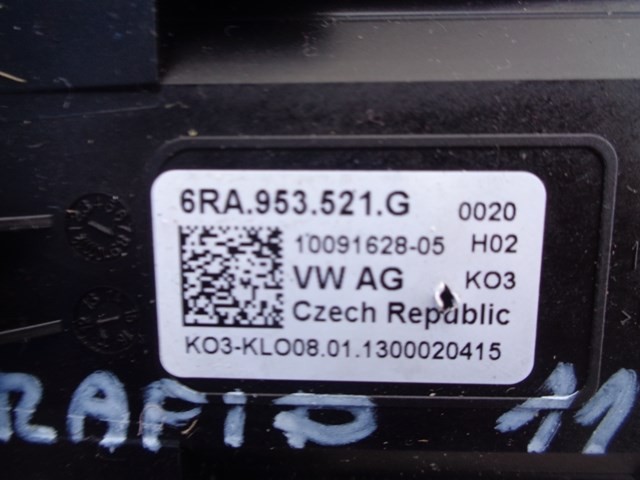 6RA.953.521.G 0020
10091628-05 H02
VW AG KO3
Czech Republic
KO3-KLO08.01.1300020415
RAFID 11